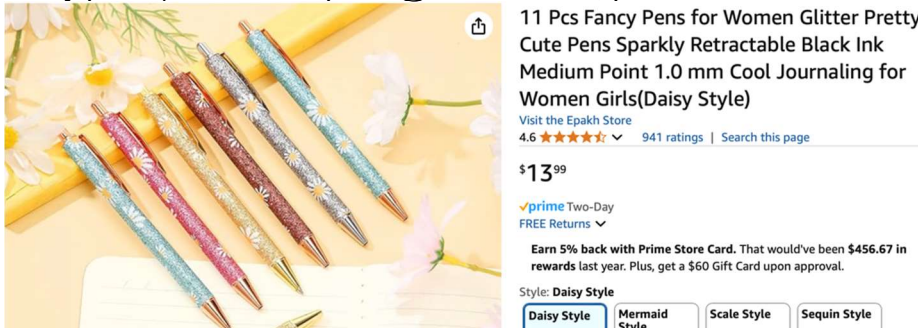 11 Pcs Fancy Pens for Women Glitter Pretty
Cute Pens Sparkly Retractable Black Ink
Medium Point 1.0 mm Cool Journaling for
Women Girls(Daisy Style)
Visit the Epakh Store
4.6 941 ratings | Search this page
$13 99
prime Two-Day
FREE Returns
Earn 5% back with Prime Store Card. That would've been $456.67 in
rewards last year. Plus, get a $60 Gift Card upon approval.
Style: Daisy Style
Daisy Style Mermaid Scale Style Sequin Style
Style